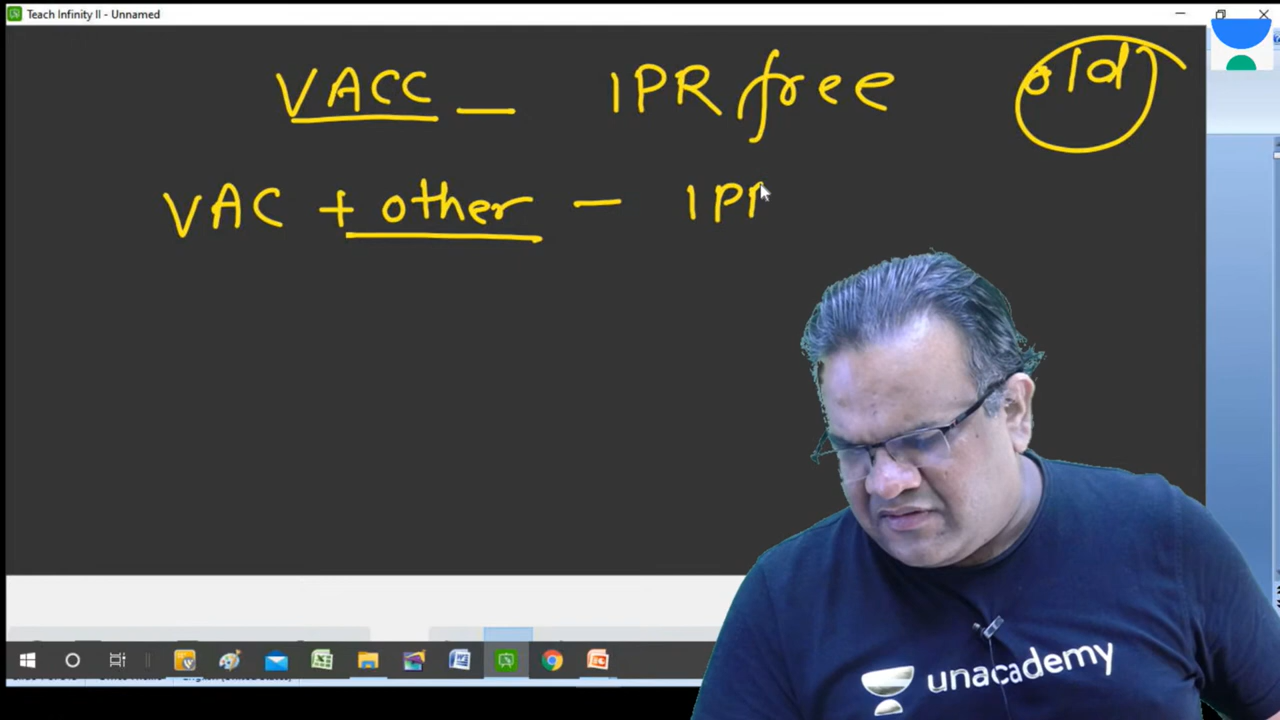 Teach Infinity II - Unnamed
VACC — IPR free old
VAC + other — IPR
unacademy